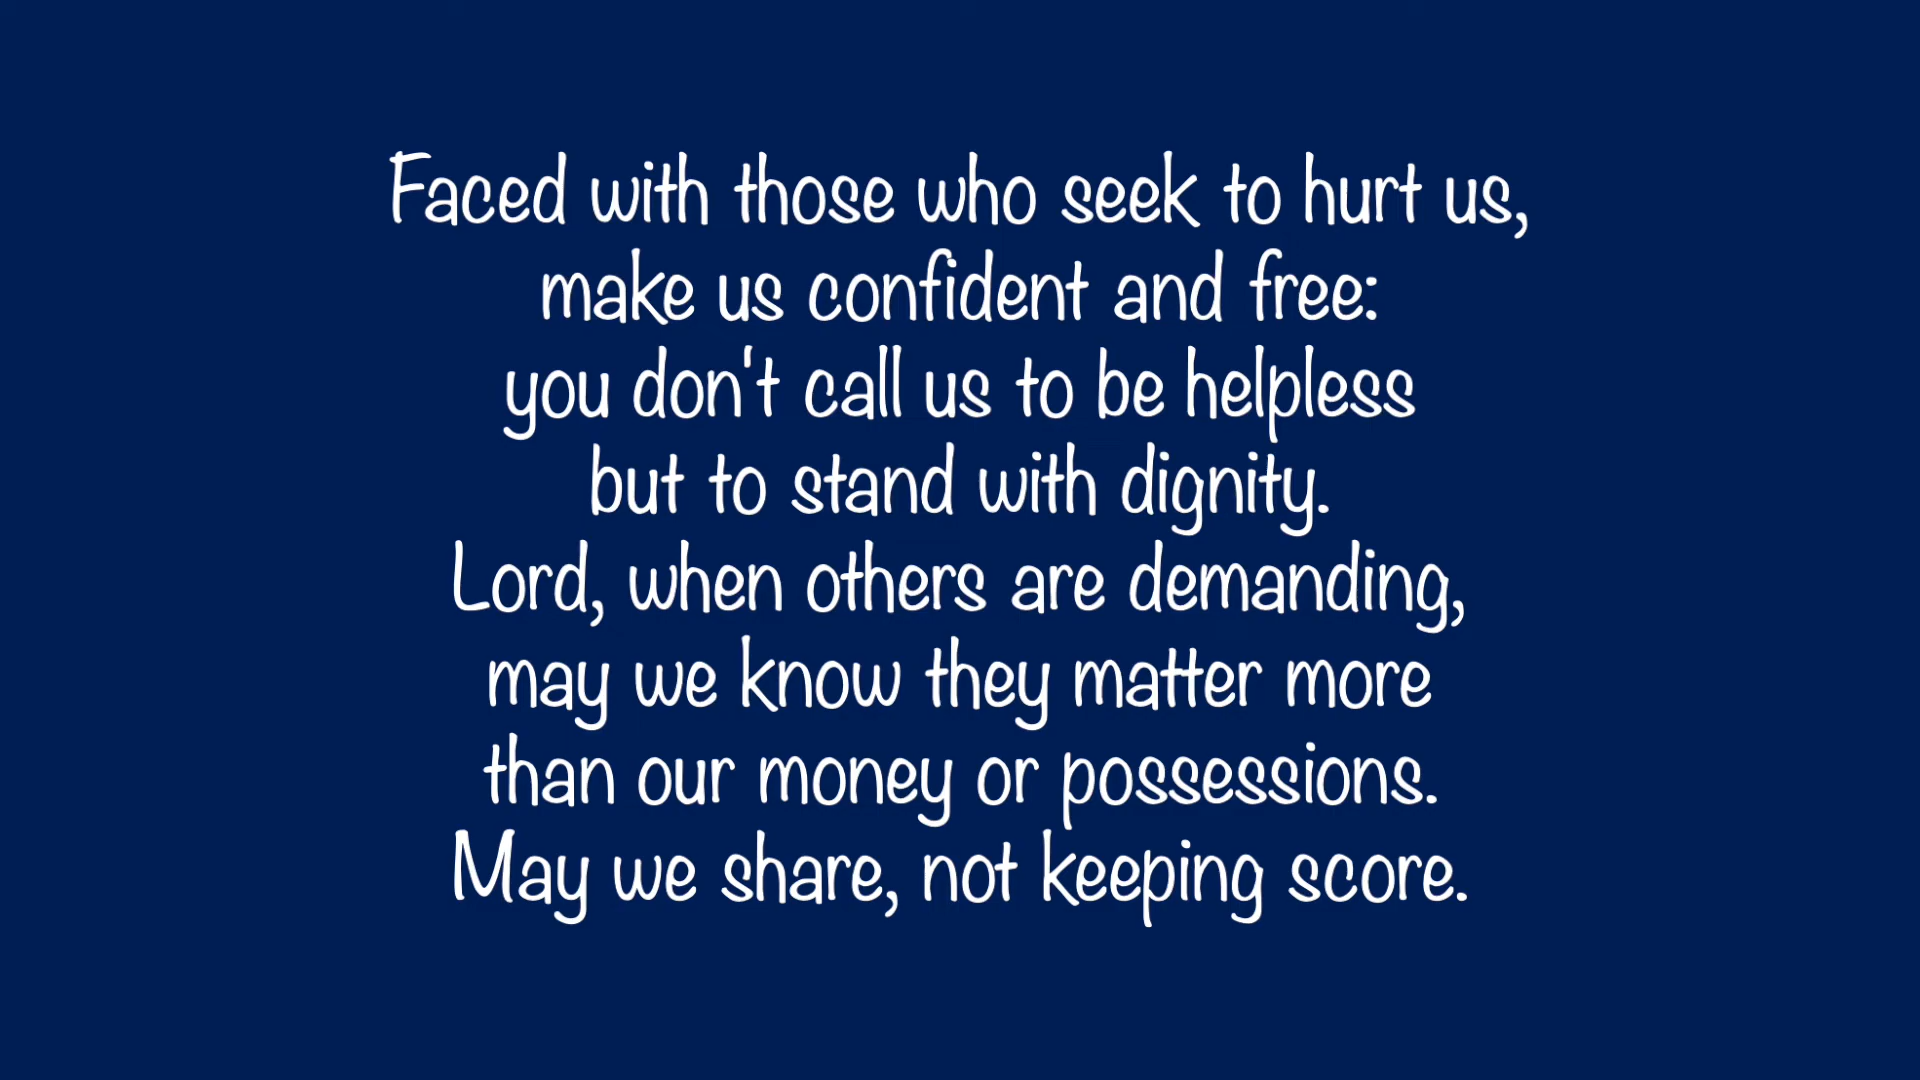 Faced with those who seek to hurt us,
make us confident and free:
you don't call us to be helpless
but to stand with dignity.
Lord, when others are demanding,
may we know they matter more
than our money or possessions.
May we share, not keeping score.